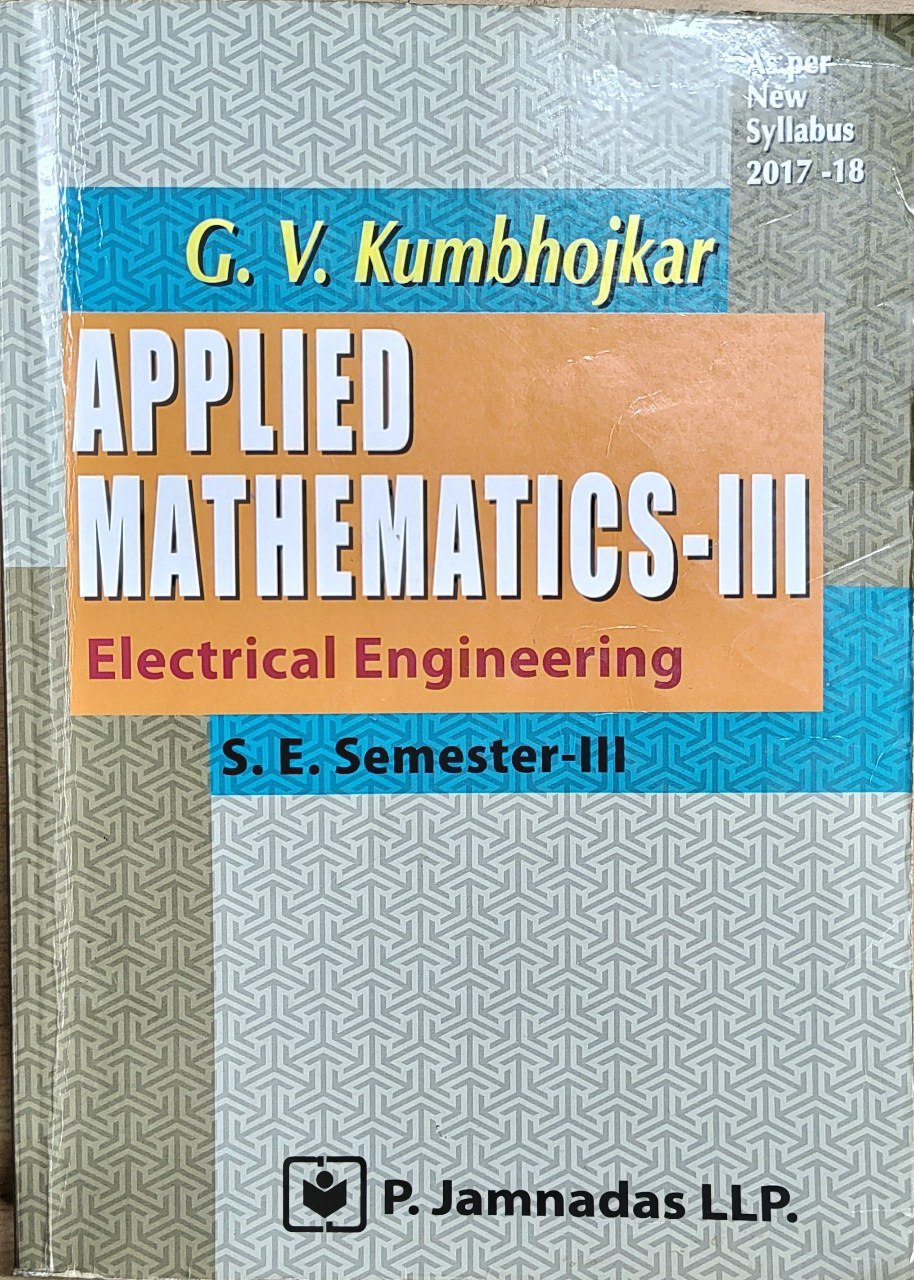 As per
New
Syllabus
2017 -18
G. V. Kumbhojkar
APPLIED
MATHEMATICS-III
Electrical Engineering
S. E. Semester-III
P. Jamnadas LLP.